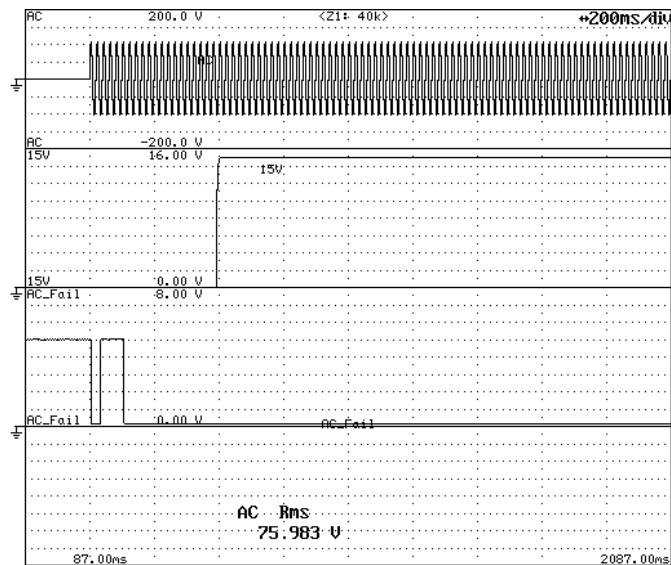 AC 200.0 V <Z1: 40k> ↔200ms/div
AC
AC -200.0 V
15V 16.00 V
15V
15V 0.00 V
AC_Fail 8.00 V
AC_Fail 0.00 V
AC_Fail
AC Rms
75.983 V
87.00ms 2087.00ms